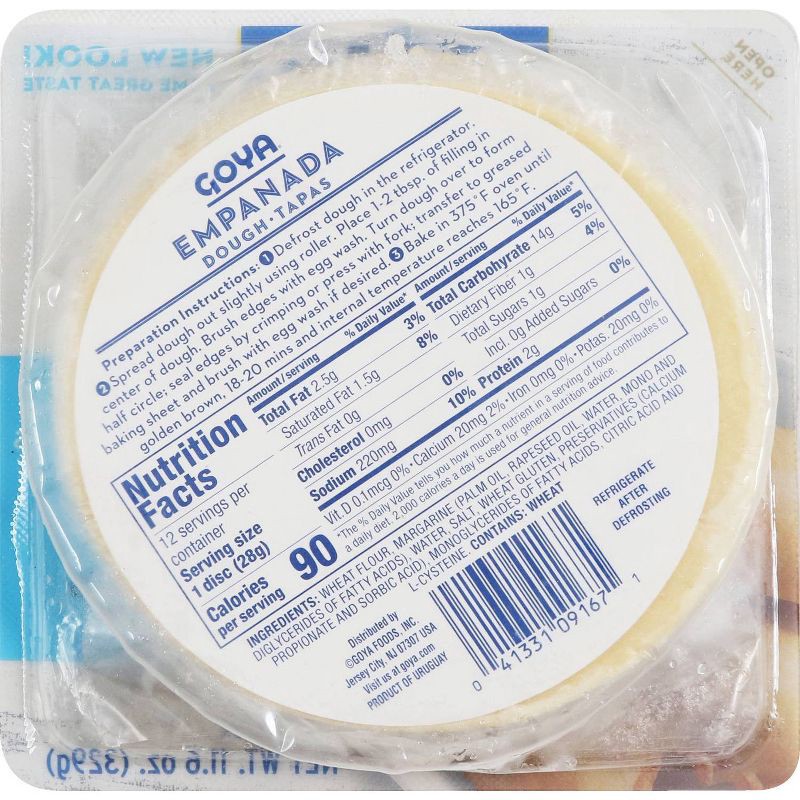 NEW LOOK!
ME GREAT TASTE
OPEN
HERE
GOYA
EMPANADA
DOUGH • TAPAS
Preparation Instructions: 1 Defrost dough in the refrigerator.
2 Spread dough out slightly using roller. Place 1-2 tbsp. of filling in
center of dough. Brush edges with egg wash. Turn dough over to form
half circle; seal edges by crimping or press with fork; transfer to greased
baking sheet and brush with egg wash if desired. 3 Bake in 375°F oven until
golden brown, 18-20 mins and internal temperature reaches 165°F.
Nutrition
Facts
12 servings per
container
Serving size
1 disc (28g)
Calories
per serving
90
Amount/serving % Daily Value*
Total Fat 2.5g 3%
Saturated Fat 1.5g 8%
Trans Fat 0g
Cholesterol 0mg 0%
Sodium 220mg 10%
Amount/serving % Daily Value*
Total Carbohydrate 14g 5%
Dietary Fiber 1g 4%
Total Sugars 1g
Incl. 0g Added Sugars 0%
Protein 2g
Vit. D 0.1mcg 0% • Calcium 20mg 2% • Iron 0mg 0% • Potas. 20mg 0%
*The % Daily Value tells you how much a nutrient in a serving of food contributes to
a daily diet. 2,000 calories a day is used for general nutrition advice.
INGREDIENTS: WHEAT FLOUR, MARGARINE (PALM OIL, RAPESEED OIL, WATER, MONO AND
DIGLYCERIDES OF FATTY ACIDS), WATER, SALT, WHEAT GLUTEN, PRESERVATIVES (CALCIUM
PROPIONATE AND SORBIC ACID), MONOGLYCERIDES OF FATTY ACIDS, CITRIC ACID AND
L-CYSTEINE. CONTAINS: WHEAT
Distributed by
©GOYA FOODS, INC.
Jersey City, NJ 07307 USA
Visit us at goya.com
PRODUCT OF URUGUAY
0 41331 09167 1
REFRIGERATE
AFTER
DEFROSTING
NET WT. 11.6 oz. (329g)